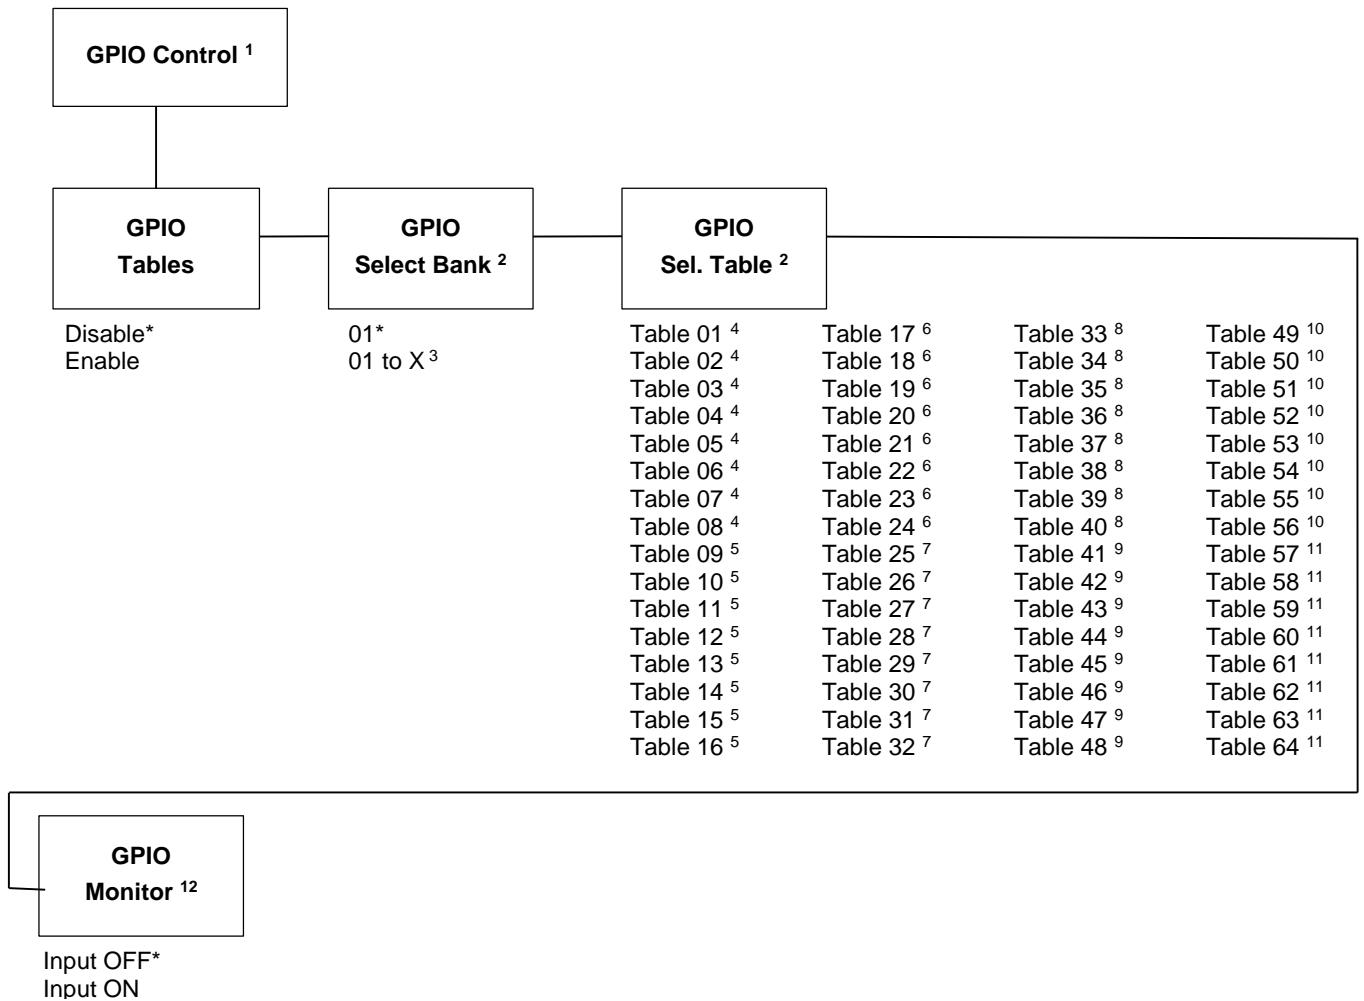 GPIO Control 1
GPIO
Tables
GPIO
Select Bank 2
GPIO
Sel. Table 2
Disable*
Enable
01*
01 to X 3
Table 01 4
Table 02 4
Table 03 4
Table 04 4
Table 05 4
Table 06 4
Table 07 4
Table 08 4
Table 09 5
Table 10 5
Table 11 5
Table 12 5
Table 13 5
Table 14 5
Table 15 5
Table 16 5
Table 17 6
Table 18 6
Table 19 6
Table 20 6
Table 21 6
Table 22 6
Table 23 6
Table 24 6
Table 25 7
Table 26 7
Table 27 7
Table 28 7
Table 29 7
Table 30 7
Table 31 7
Table 32 7
Table 33 8
Table 34 8
Table 35 8
Table 36 8
Table 37 8
Table 38 8
Table 39 8
Table 40 8
Table 41 9
Table 42 9
Table 43 9
Table 44 9
Table 45 9
Table 46 9
Table 47 9
Table 48 9
Table 49 10
Table 50 10
Table 51 10
Table 52 10
Table 53 10
Table 54 10
Table 55 10
Table 56 10
Table 57 11
Table 58 11
Table 59 11
Table 60 11
Table 61 11
Table 62 11
Table 63 11
Table 64 11
GPIO
Monitor 12
Input OFF*
Input ON